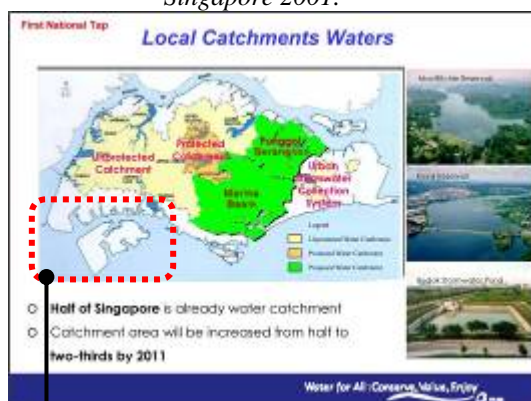 Singapore 2001.
First National Tap
Local Catchments Waters
Unprotected
Catchment
Protected
Catchment
Punggol
Serangoon
Marine
Basin
Urban
Stormwater
Collection
System
Legend
Half of Singapore is already water catchment
Catchment area will be increased from half to
two-thirds by 2011
Water for All: Conserve, Value, Enjoy